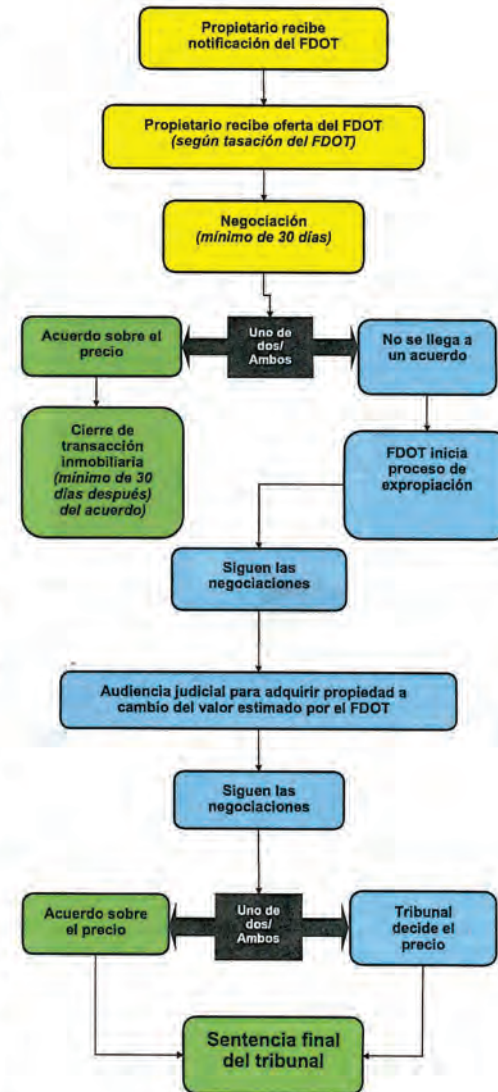 Propietario recibe
notificación del FDOT
Propietario recibe oferta del FDOT
(según tasación del FDOT)
Negociación
(mínimo de 30 días)
Acuerdo sobre el
precio
Uno de
dos/
Ambos
No se llega a
un acuerdo
Cierre de
transacción
inmobiliaria
(mínimo de 30
días después)
del acuerdo)
FDOT inicia
proceso de
expropiación
Siguen las
negociaciones
Audiencia judicial para adquirir propiedad a
cambio del valor estimado por el FDOT
Siguen las
negociaciones
Acuerdo sobre
el precio
Uno de
dos/
Ambos
Tribunal
decide el
precio
Sentencia final
del tribunal